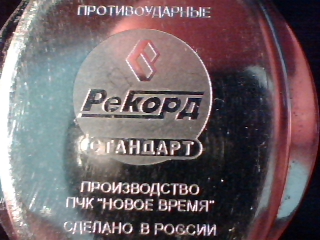 ПРОТИВОУДАРНЫЕ
Рекорд
СТАНДАРТ
ПРОИЗВОДСТВО
ПЧК "НОВОЕ ВРЕМЯ"
СДЕЛАНО В РОССИИ